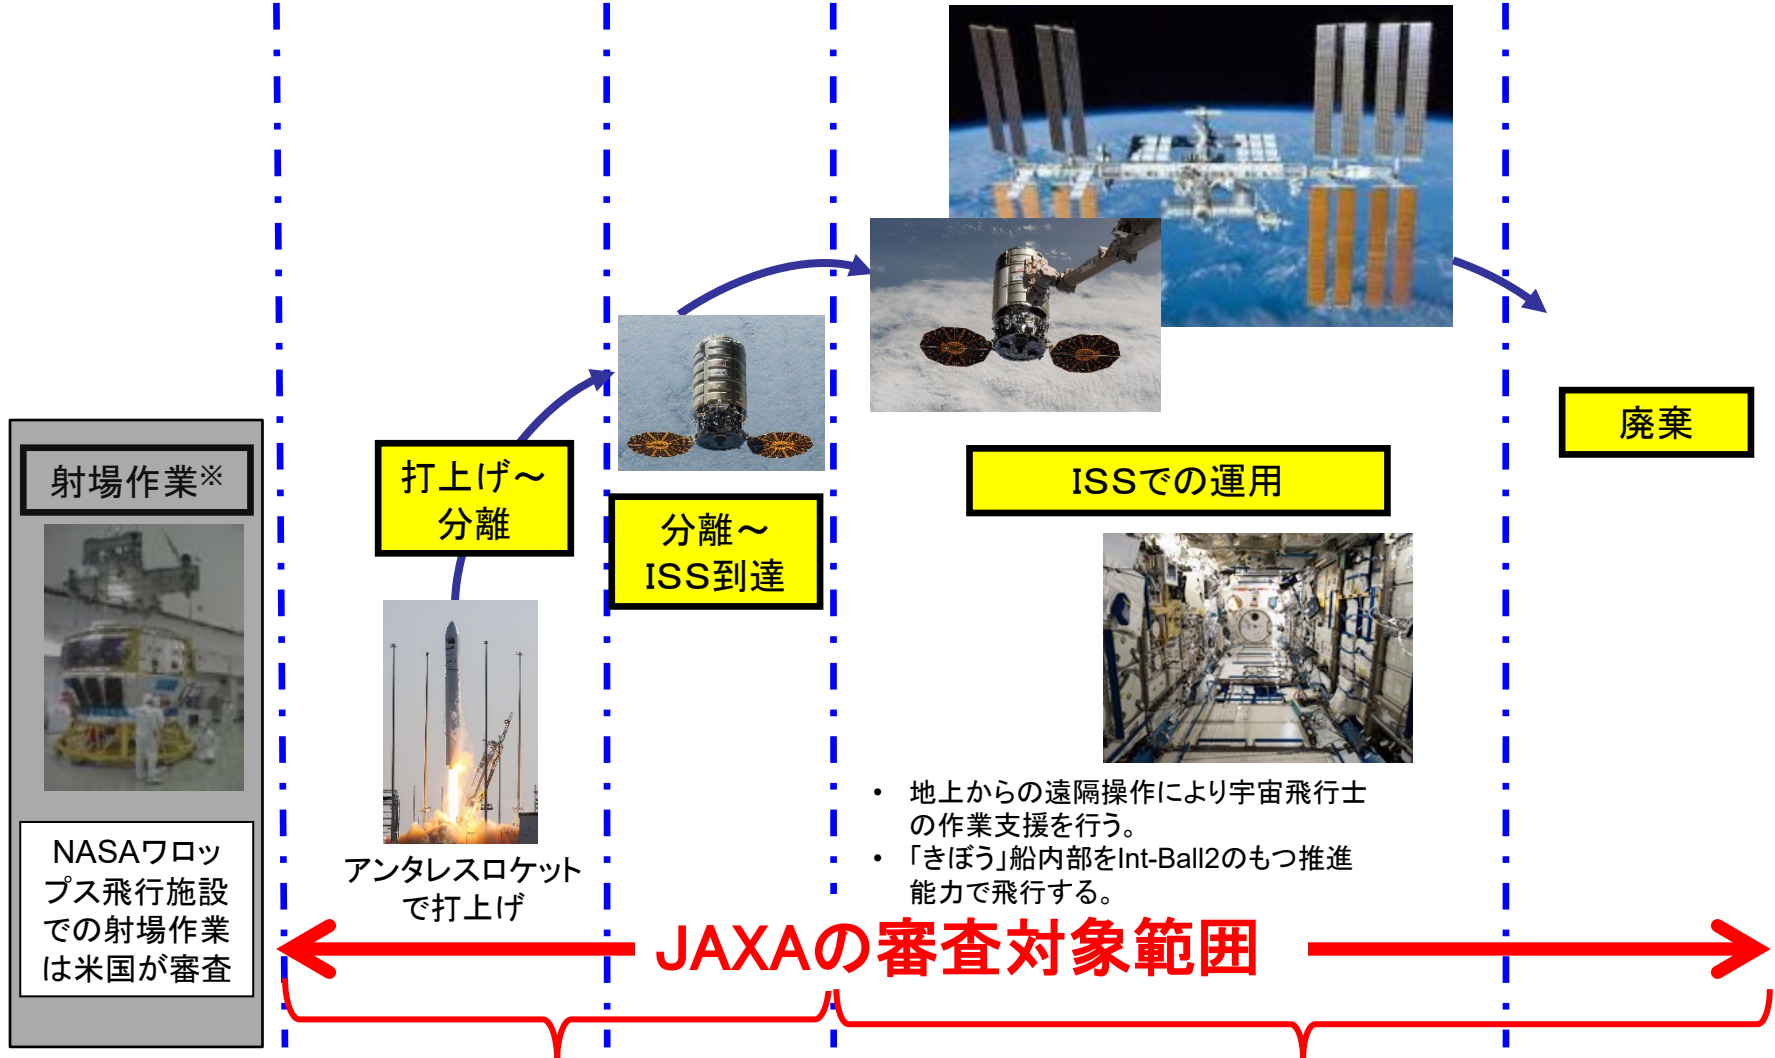 射場作業※
NASAワロッ
プス飛行施設
での射場作業
は米国が審査
打上げ～
分離
アンタレスロケット
で打上げ
分離～
ISS到達
ISSでの運用
• 地上からの遠隔操作により宇宙飛行士
の作業支援を行う。
• 「きぼう」船内部をInt-Ball2のもつ推進
能力で飛行する。
廃棄
JAXAの審査対象範囲